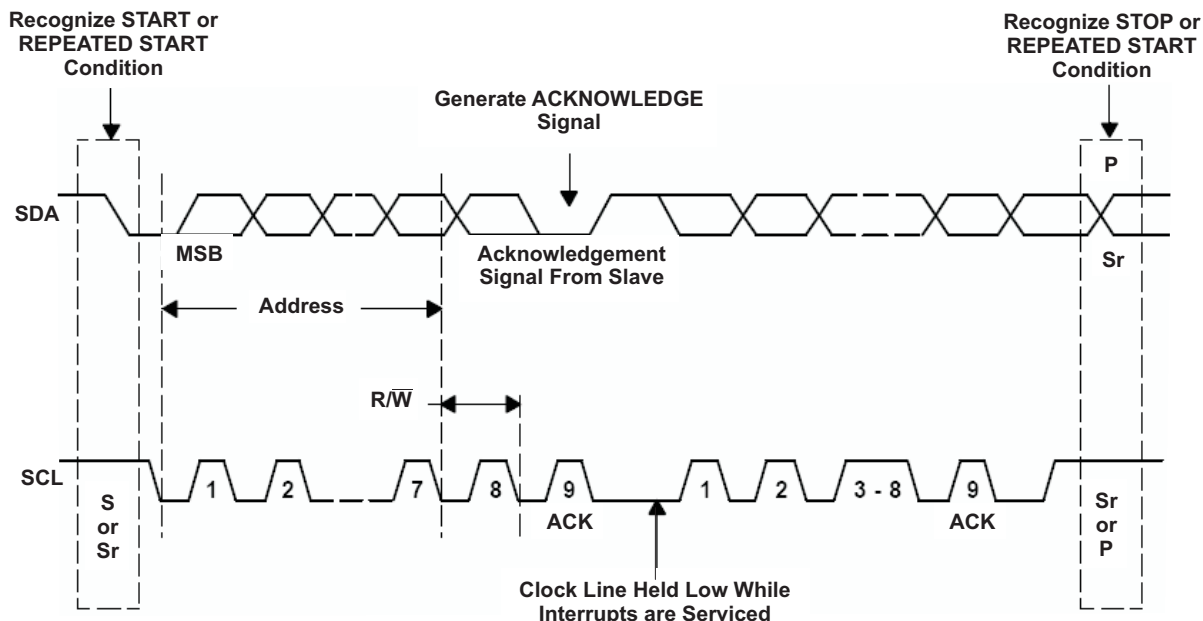 Recognize START or
REPEATED START
Condition
Recognize STOP or
REPEATED START
Condition
Generate ACKNOWLEDGE
Signal
P
SDA
MSB
Acknowledgement
Signal From Slave
Sr
Address
R/W̅
SCL
1
2
7
8
9
1
2
3 - 8
9
ACK
ACK
S
or
Sr
Sr
or
P
Clock Line Held Low While
Interrupts are Serviced